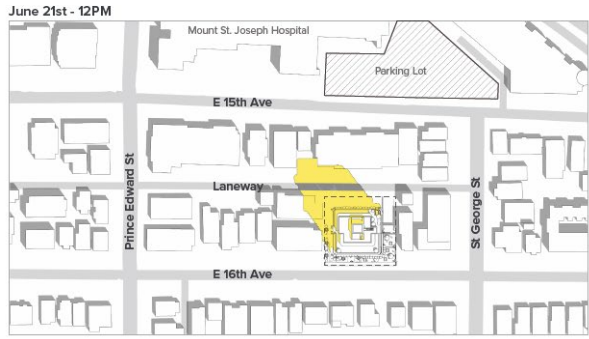 June 21st - 12PM
Mount St. Joseph Hospital
Parking Lot
E 15th Ave
Prince Edward St
Laneway
St George St
E 16th Ave